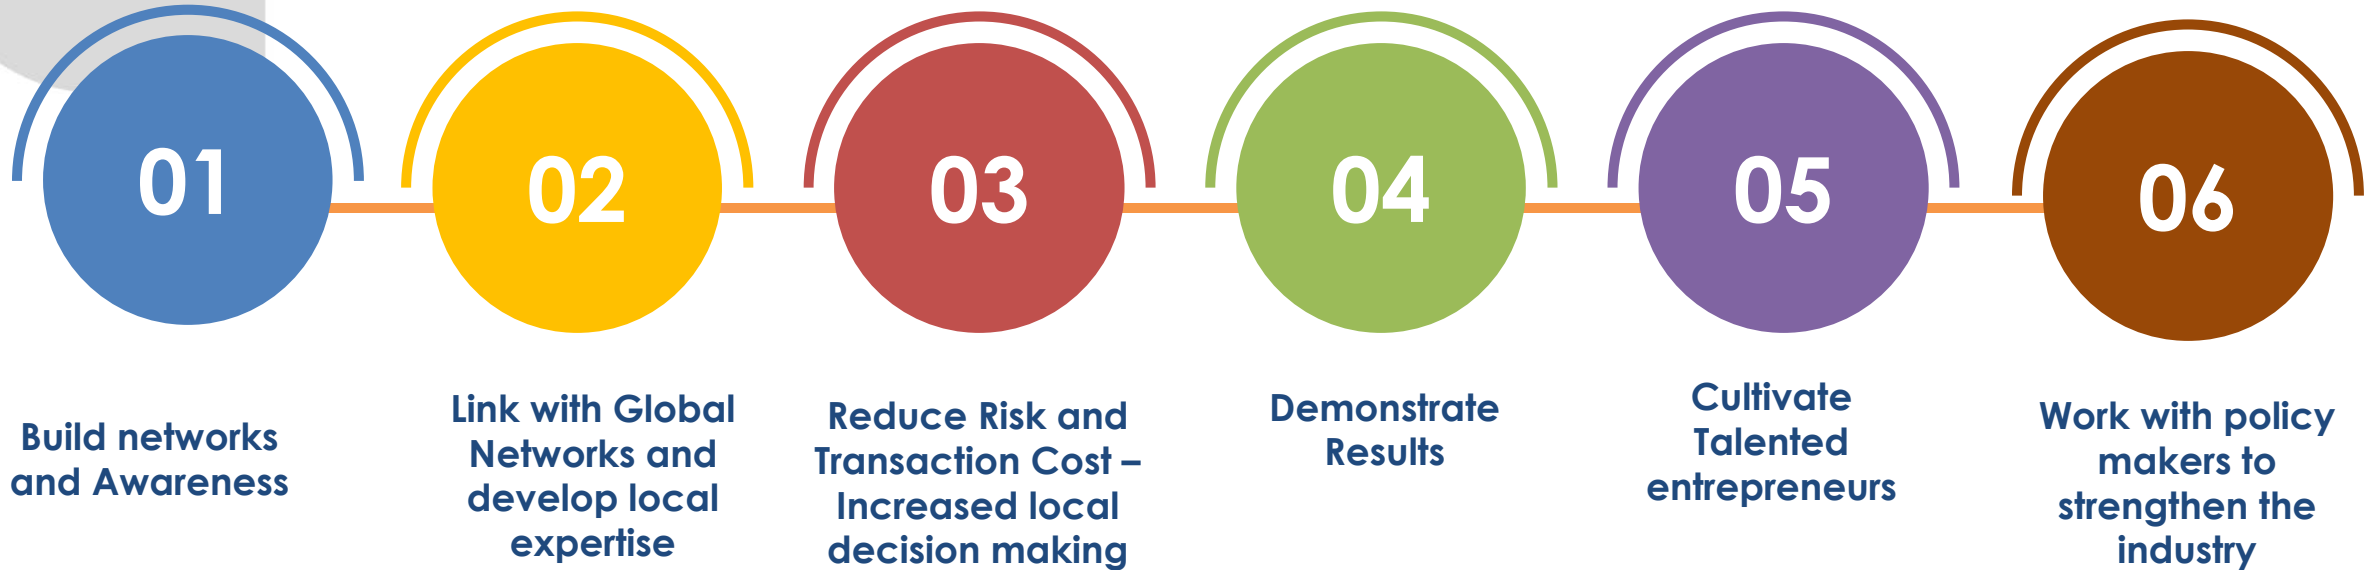 01
Build networks
and Awareness
02
Link with Global
Networks and
develop local
expertise
03
Reduce Risk and
Transaction Cost –
Increased local
decision making
04
Demonstrate
Results
05
Cultivate
Talented
entrepreneurs
06
Work with policy
makers to
strengthen the
industry